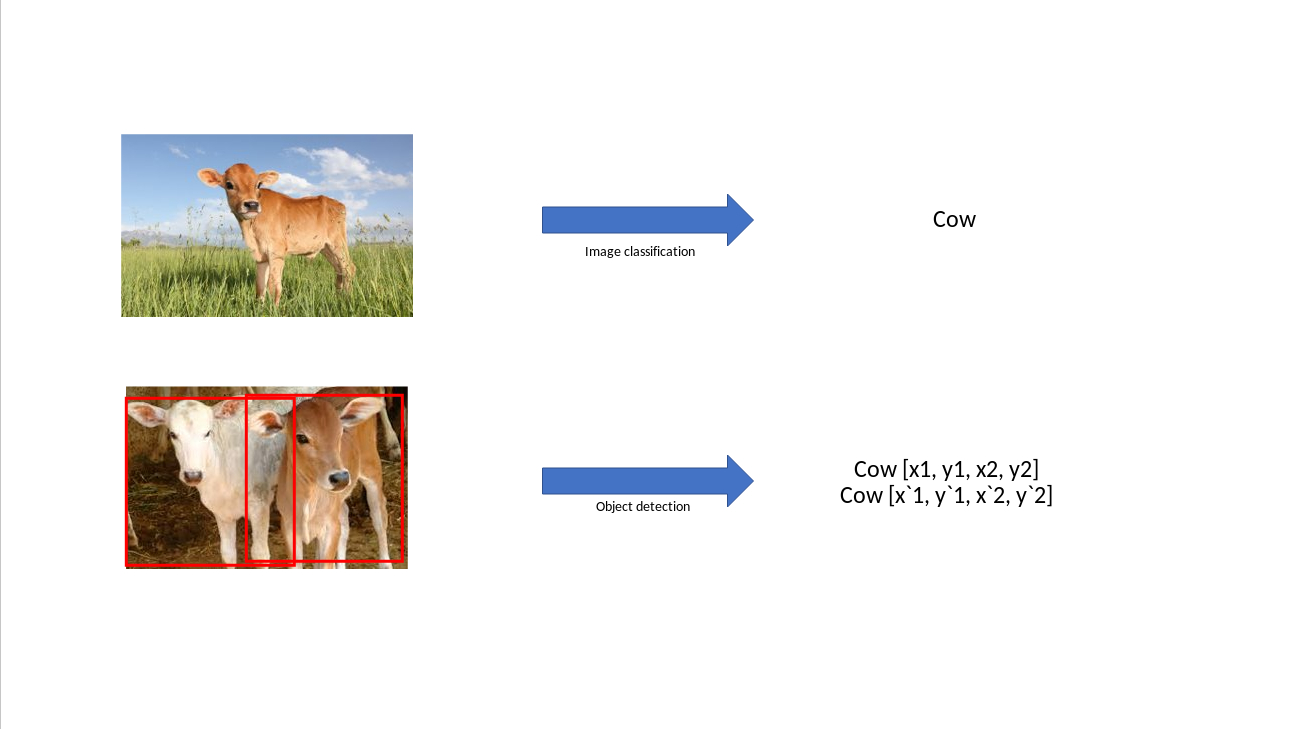 Cow
Image classification
Cow [x1, y1, x2, y2]
Cow [x`1, y`1, x`2, y`2]
Object detection